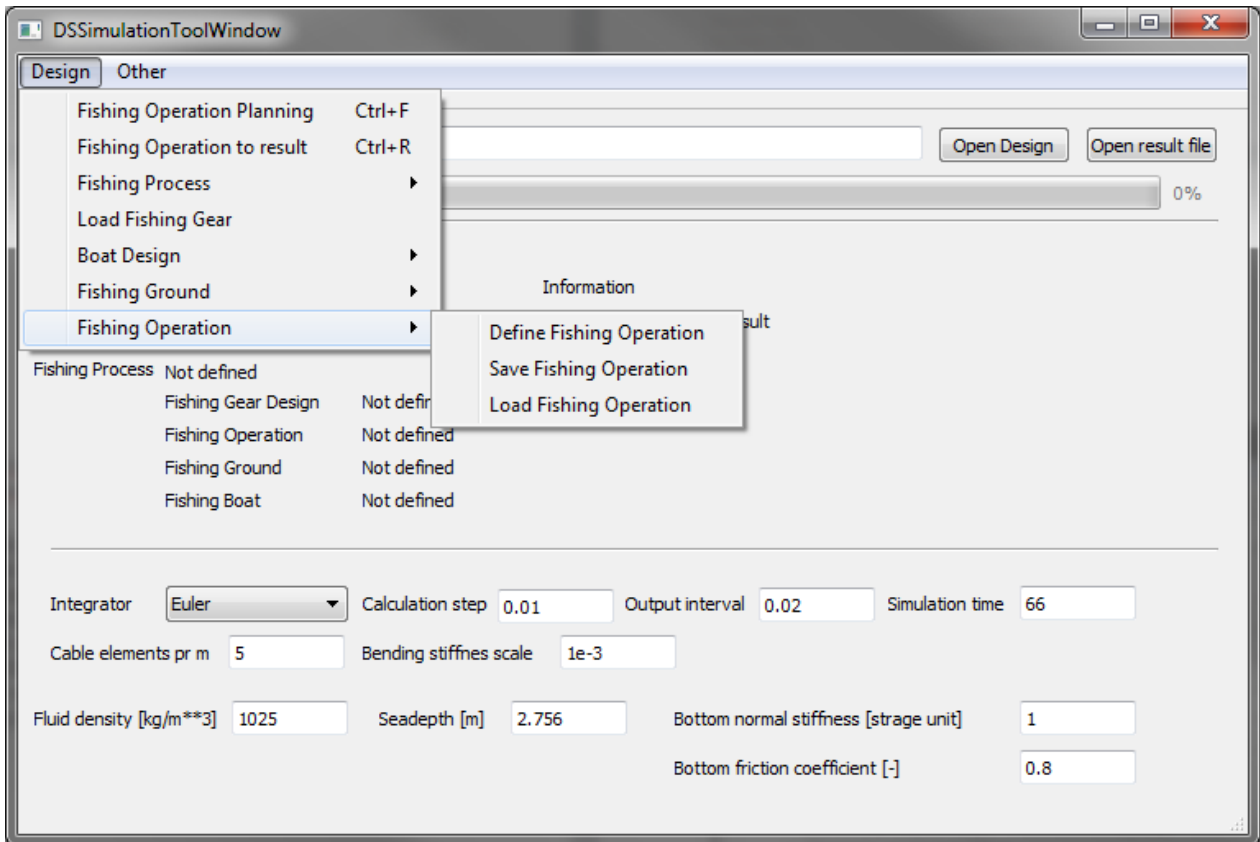 DSSimulationToolWindow
Design Other
Fishing Operation Planning Ctrl+F
Fishing Operation to result Ctrl+R
Open Design Open result file
Fishing Process
0%
Load Fishing Gear
Boat Design
Fishing Ground
Information
Fishing Operation
Define Fishing Operation
Save Fishing Operation
Load Fishing Operation
Fishing Process Not defined
Fishing Gear Design
Fishing Operation Not defined
Fishing Ground Not defined
Fishing Boat Not defined
Integrator Euler Calculation step 0.01 Output interval 0.02 Simulation time 66
Cable elements pr m 5 Bending stiffnes scale 1e-3
Fluid density [kg/m**3] 1025 Seadepth [m] 2.756 Bottom normal stiffness [strage unit] 1
Bottom friction coefficient [-] 0.8